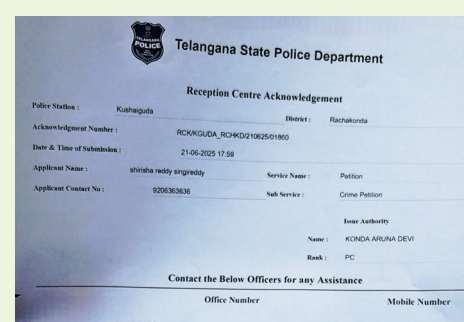 TELANGANA
POLICE
Telangana State Police Department
Reception Centre Acknowledgement
Police Station : Kushaiguda District : Rachakonda
Acknowledgment Number : RCK/KGUDA_RCHKD/210625/01860
Date & Time of Submission : 21-06-2025 17:59
Applicant Name : shirisha reddy singireddy Service Name : Petition
Applicant Contact No : 9206363636 Sub Service : Crime Petition
Issue Authority
Name : KONDA ARUNA DEVI
Rank : PC
Contact the Below Officers for any Assistance
Office Number Mobile Number